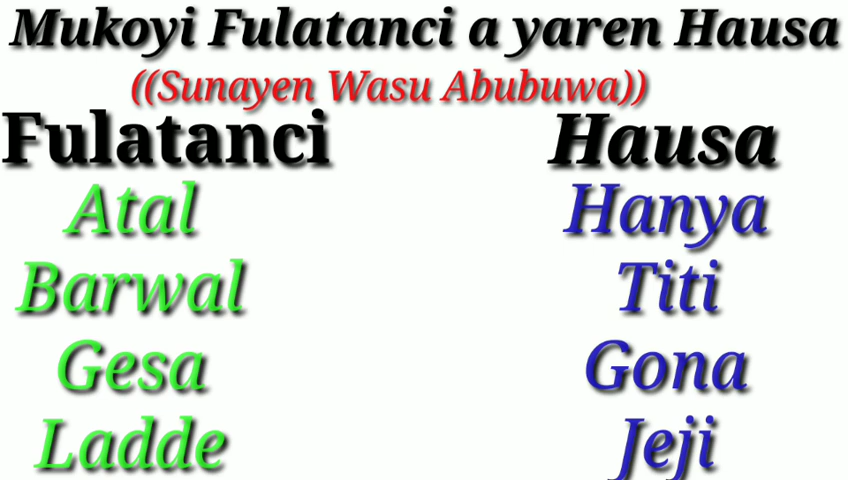 Mukoyi Fulatanci a yaren Hausa
((Sunayen Wasu Abubuwa))
Fulatanci Hausa
Atal Hanya
Barwal Titi
Gesa Gona
Ladde Jeji